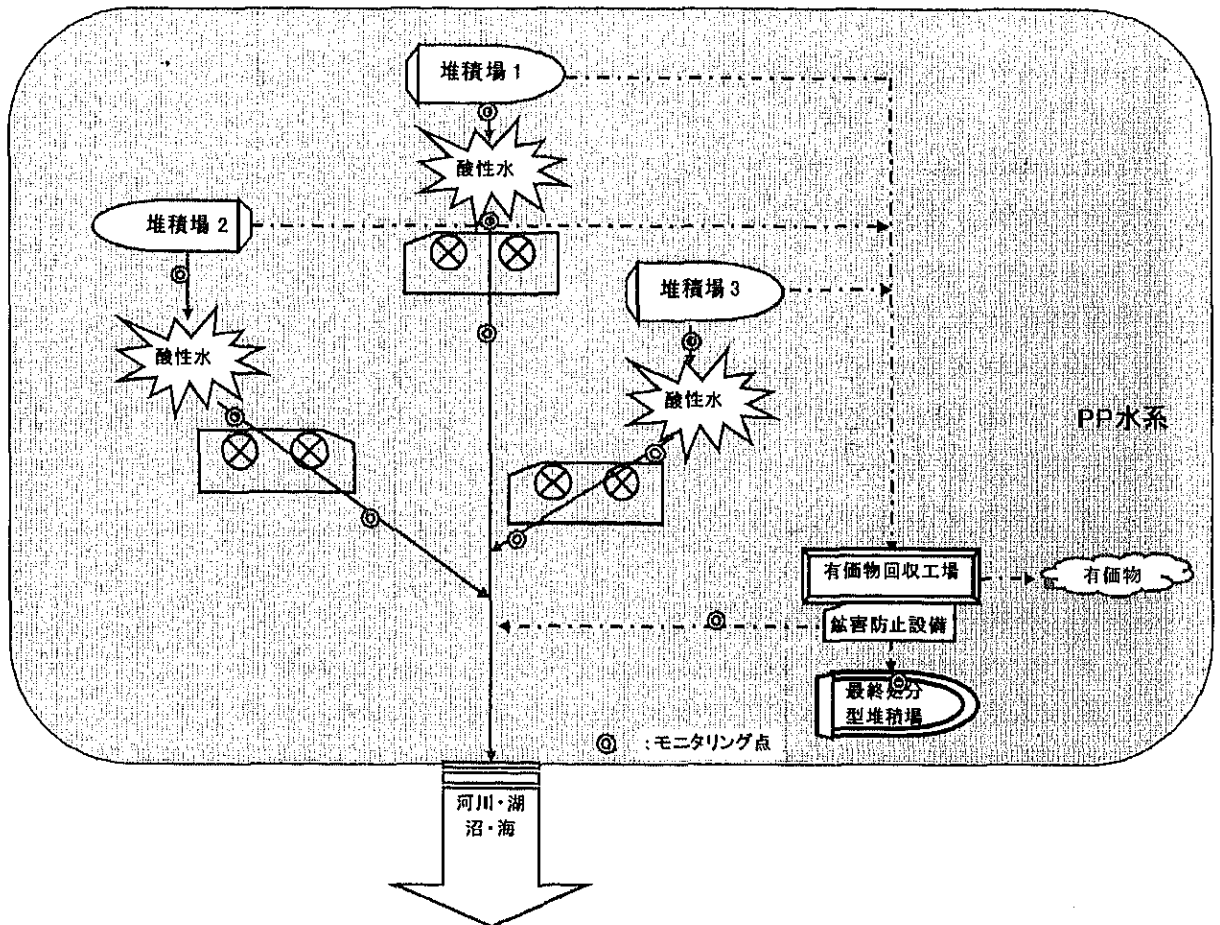 堆積場1
酸性水
堆積場2
堆積場3
酸性水
酸性水
PP水系
有価物回収工場
有価物
鉱害防止設備
最終処分
型堆積場
◎ :モニタリング点
河川・湖
沼・海